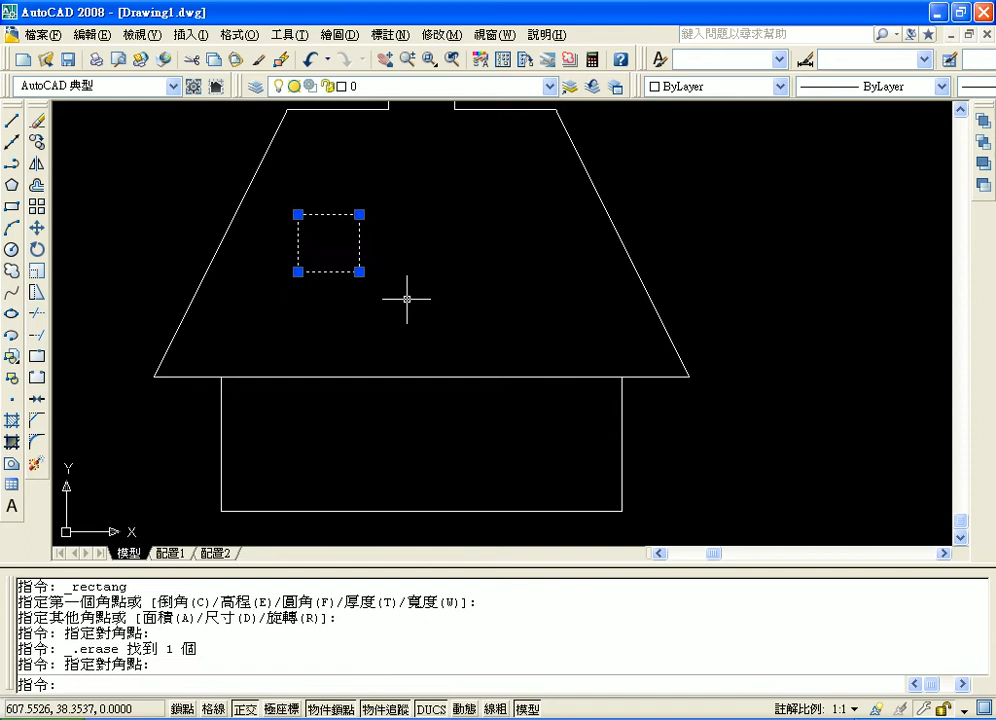 AutoCAD 2008 - [Drawing1.dwg]
檔案(F) 編輯(E) 檢視(V) 插入(I) 格式(O) 工具(T) 繪圖(D) 標註(N) 修改(M) 視窗(W) 說明(H) 鍵入問題以尋求幫助
AutoCAD 典型 0 ByLayer ByLayer
A
Y
X
模型 配置1 配置2
指令: _rectang
指定第一個角點或 [倒角(C)/高程(E)/圓角(F)/厚度(T)/寬度(W)]:
指定其他角點或 [面積(A)/尺寸(D)/旋轉(R)]:
指令: 指定對角點:
指令: _.erase 找到 1 個
指令: 指定對角點:
指令:
607.5526, 38.3537, 0.0000 鎖點 格線 正交 極座標 物件鎖點 物件追蹤 DUCS 動態 線粗 模型 註解比例: 1:1